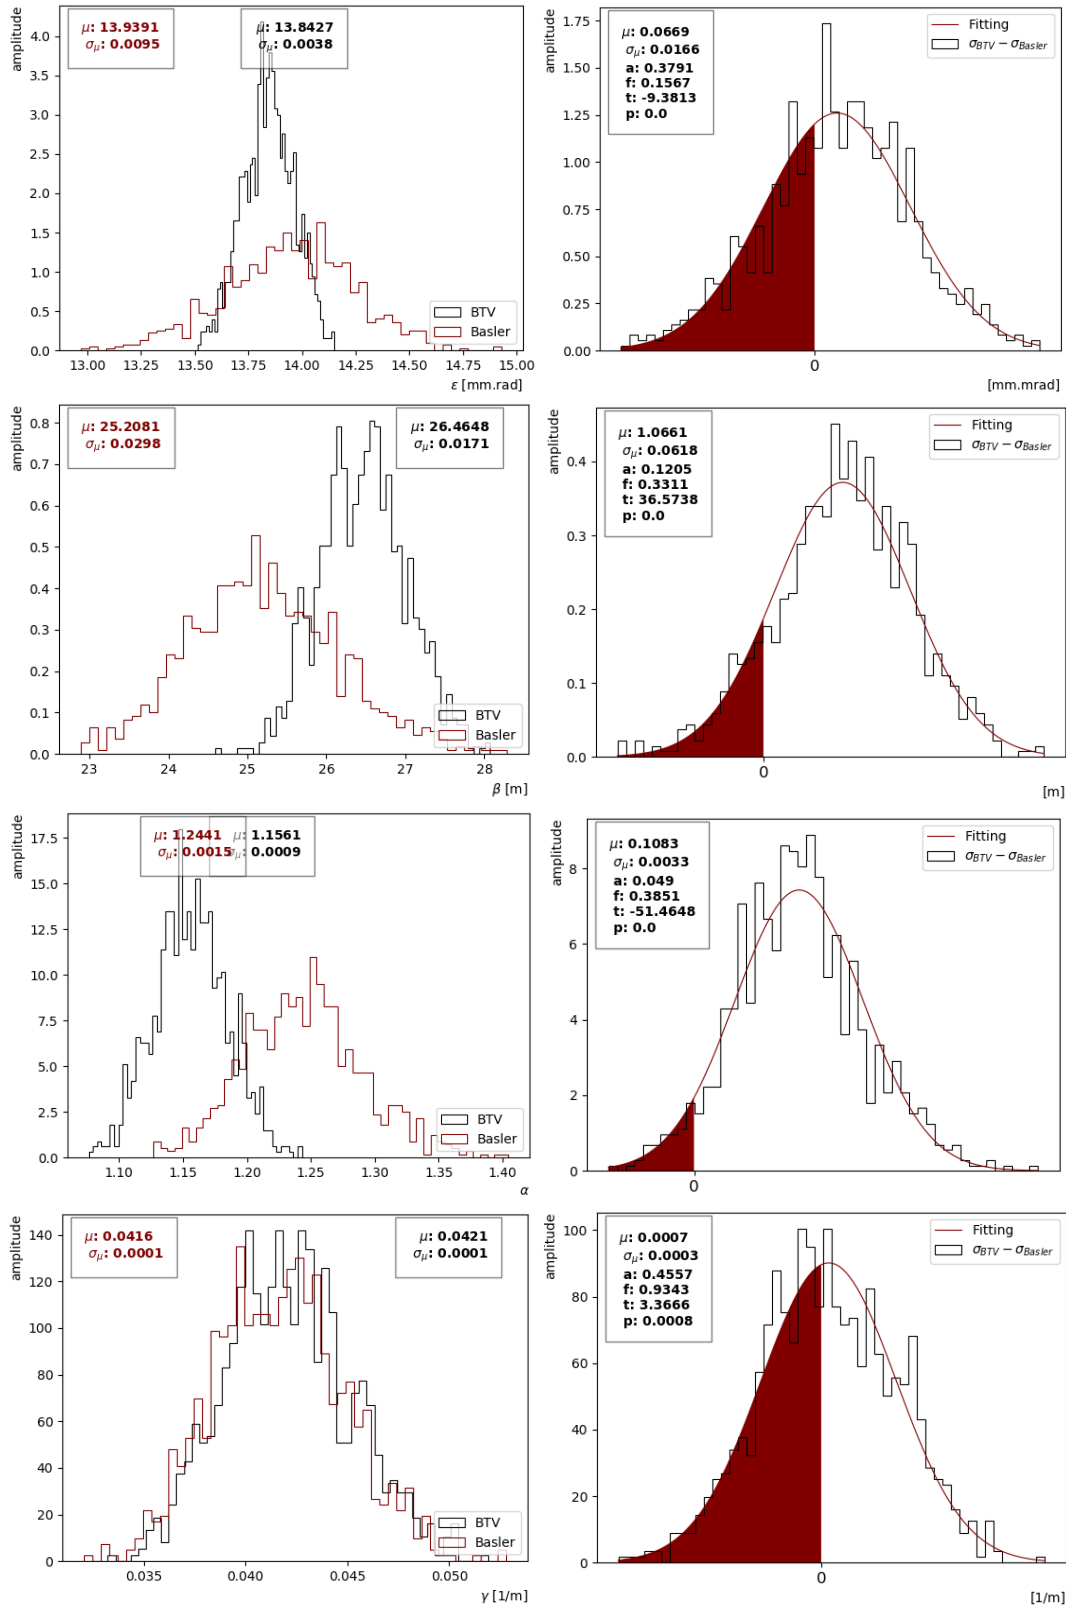 amplitude
μ: 13.9391
σμ: 0.0095
μ: 13.8427
σμ: 0.0038
4.0
3.5
3.0
2.5
2.0
1.5
1.0
0.5
0.0
BTV
Basler
13.00 13.25 13.50 13.75 14.00 14.25 14.50 14.75 15.00
ε [mm.rad]
amplitude
μ: 0.0669
σμ: 0.0166
a: 0.3791
f: 0.1567
t: -9.3813
p: 0.0
Fitting
σBTV − σBasler
1.75
1.50
1.25
1.00
0.75
0.50
0.25
0.00
0
[mm.mrad]
amplitude
μ: 25.2081
σμ: 0.0298
μ: 26.4648
σμ: 0.0171
0.8
0.7
0.6
0.5
0.4
0.3
0.2
0.1
0.0
BTV
Basler
23 24 25 26 27 28
β [m]
amplitude
μ: 1.0661
σμ: 0.0618
a: 0.1205
f: 0.3311
t: 36.5738
p: 0.0
Fitting
σBTV − σBasler
0.4
0.3
0.2
0.1
0.0
0
[m]
amplitude
μ: 1.2441
σμ: 0.0015
μ: 1.1561
σμ: 0.0009
17.5
15.0
12.5
10.0
7.5
5.0
2.5
0.0
BTV
Basler
1.10 1.15 1.20 1.25 1.30 1.35 1.40
α
amplitude
μ: 0.1083
σμ: 0.0033
a: 0.049
f: 0.3851
t: -51.4648
p: 0.0
Fitting
σBTV − σBasler
8
6
4
2
0
0
amplitude
μ: 0.0416
σμ: 0.0001
μ: 0.0421
σμ: 0.0001
140
120
100
80
60
40
20
0
BTV
Basler
0.035 0.040 0.045 0.050
γ [1/m]
amplitude
μ: 0.0007
σμ: 0.0003
a: 0.4557
f: 0.9343
t: 3.3666
p: 0.0008
Fitting
σBTV − σBasler
100
80
60
40
20
0
0
[1/m]